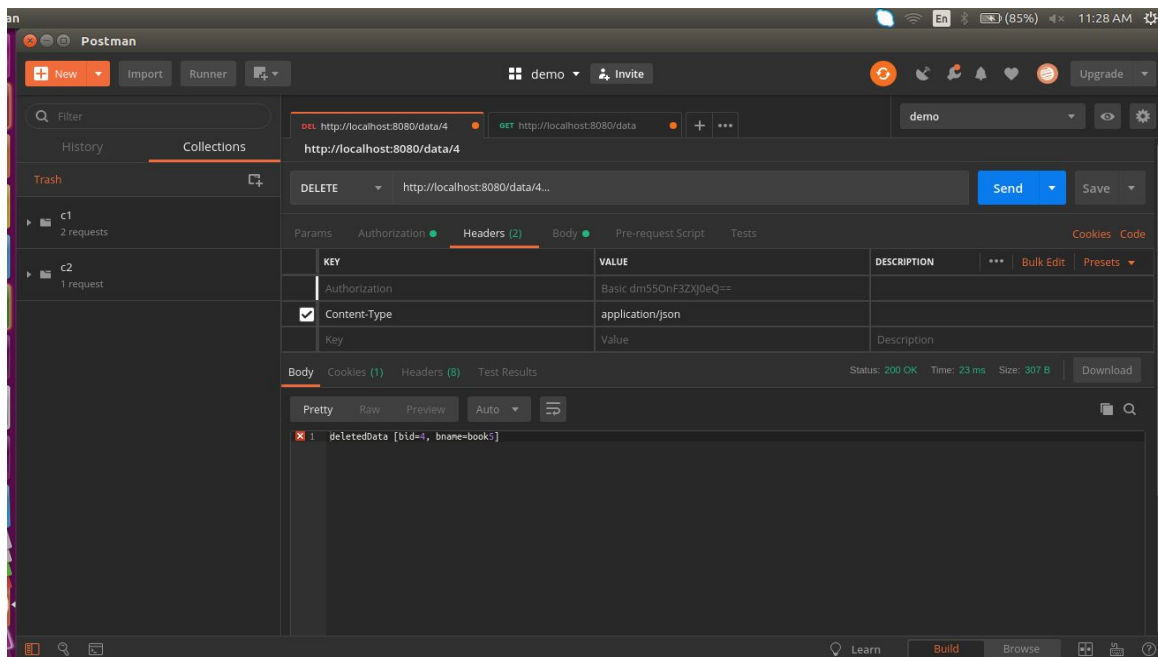 an
En (85%) 11:28 AM
Postman
New Import Runner demo Invite Upgrade
Filter
History Collections
Trash
c1
2 requests
c2
1 request
DEL http://localhost:8080/data/4 GET http://localhost:8080/data + ••• demo
http://localhost:8080/data/4
DELETE http://localhost:8080/data/4... Send Save
Params Authorization Headers (2) Body Pre-request Script Tests Cookies Code
KEY VALUE DESCRIPTION ••• Bulk Edit Presets
Authorization Basic dm55OnF3ZXJ0eQ==
Content-Type application/json
Key Value Description
Body Cookies (1) Headers (8) Test Results Status: 200 OK Time: 23 ms Size: 307 B Download
Pretty Raw Preview Auto
1 deletedData [bid=4, bname=book5]
Learn Build Browse